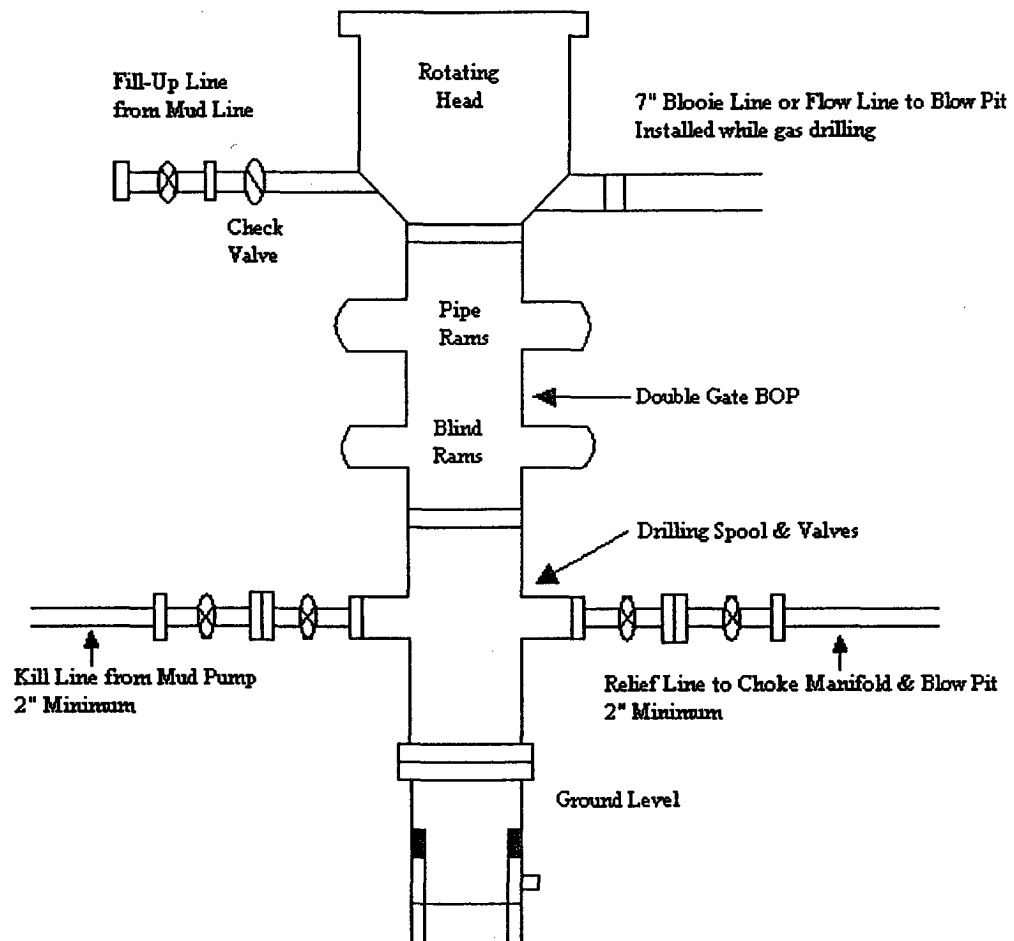 Rotating
Head
Fill-Up Line
from Mud Line
7" Blooie Line or Flow Line to Blow Pit
Installed while gas drilling
Check
Valve
Pipe
Rams
Double Gate BOP
Blind
Rams
Drilling Spool & Valves
Kill Line from Mud Pump
2" Minimum
Relief Line to Choke Manifold & Blow Pit
2" Minimum
Ground Level